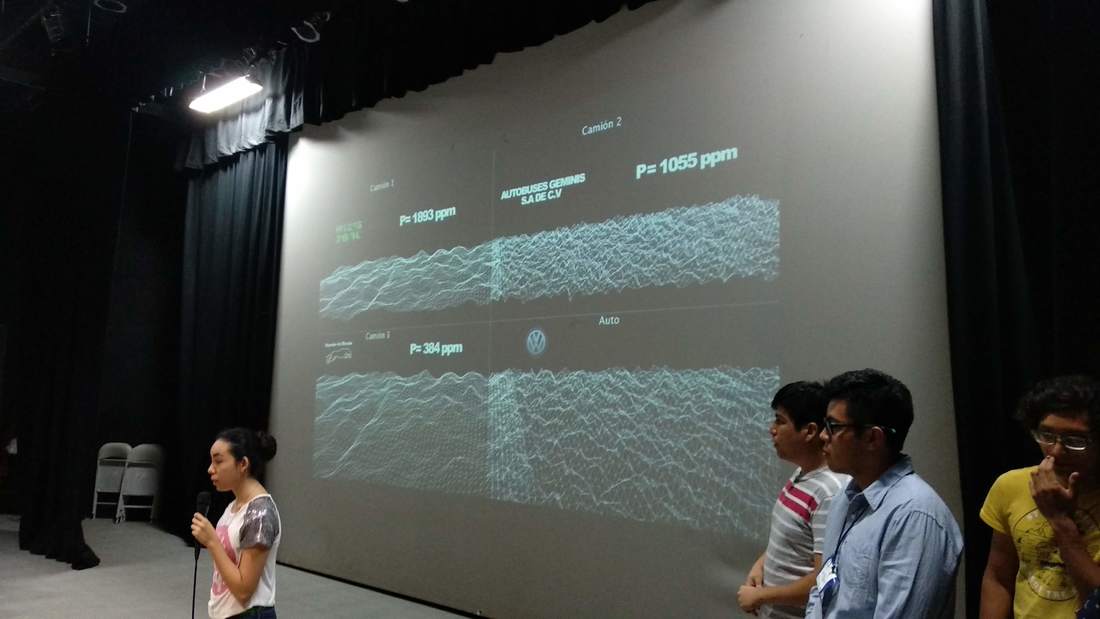 Camión 1
P= 1893 ppm
Camión 2
AUTOBUSES GEMINIS
S.A DE C.V
P= 1055 ppm
Camión 3
P= 384 ppm
Auto